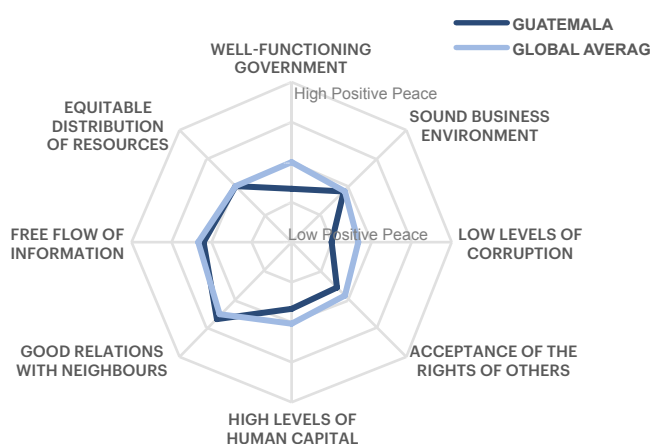 GUATEMALA
GLOBAL AVERAG
WELL-FUNCTIONING
GOVERNMENT
High Positive Peace
EQUITABLE
DISTRIBUTION
OF RESOURCES
SOUND BUSINESS
ENVIRONMENT
FREE FLOW OF
INFORMATION
Low Positive Peace
LOW LEVELS OF
CORRUPTION
GOOD RELATIONS
WITH NEIGHBOURS
ACCEPTANCE OF THE
RIGHTS OF OTHERS
HIGH LEVELS OF
HUMAN CAPITAL